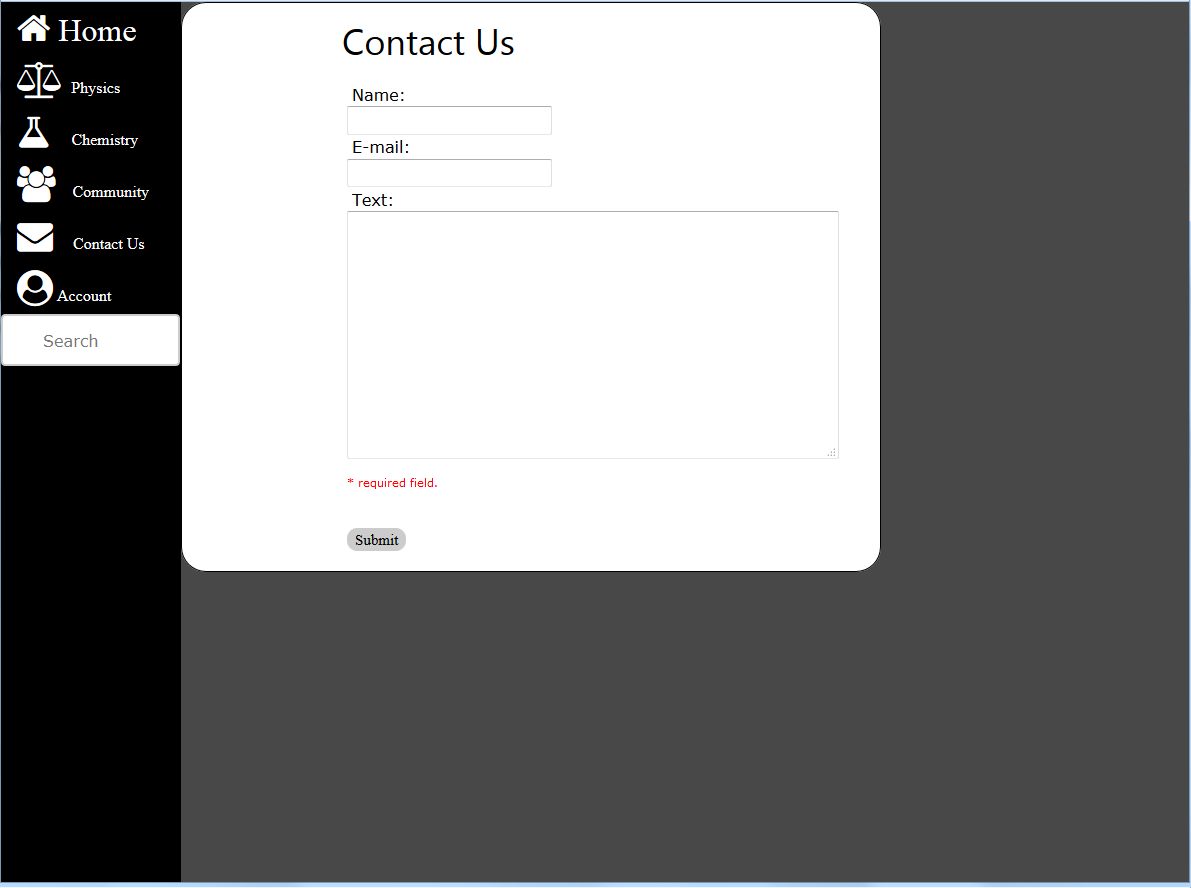 Home
Physics
Chemistry
Community
Contact Us
Account
Search
Contact Us
Name:
E-mail:
Text:
* required field.
Submit